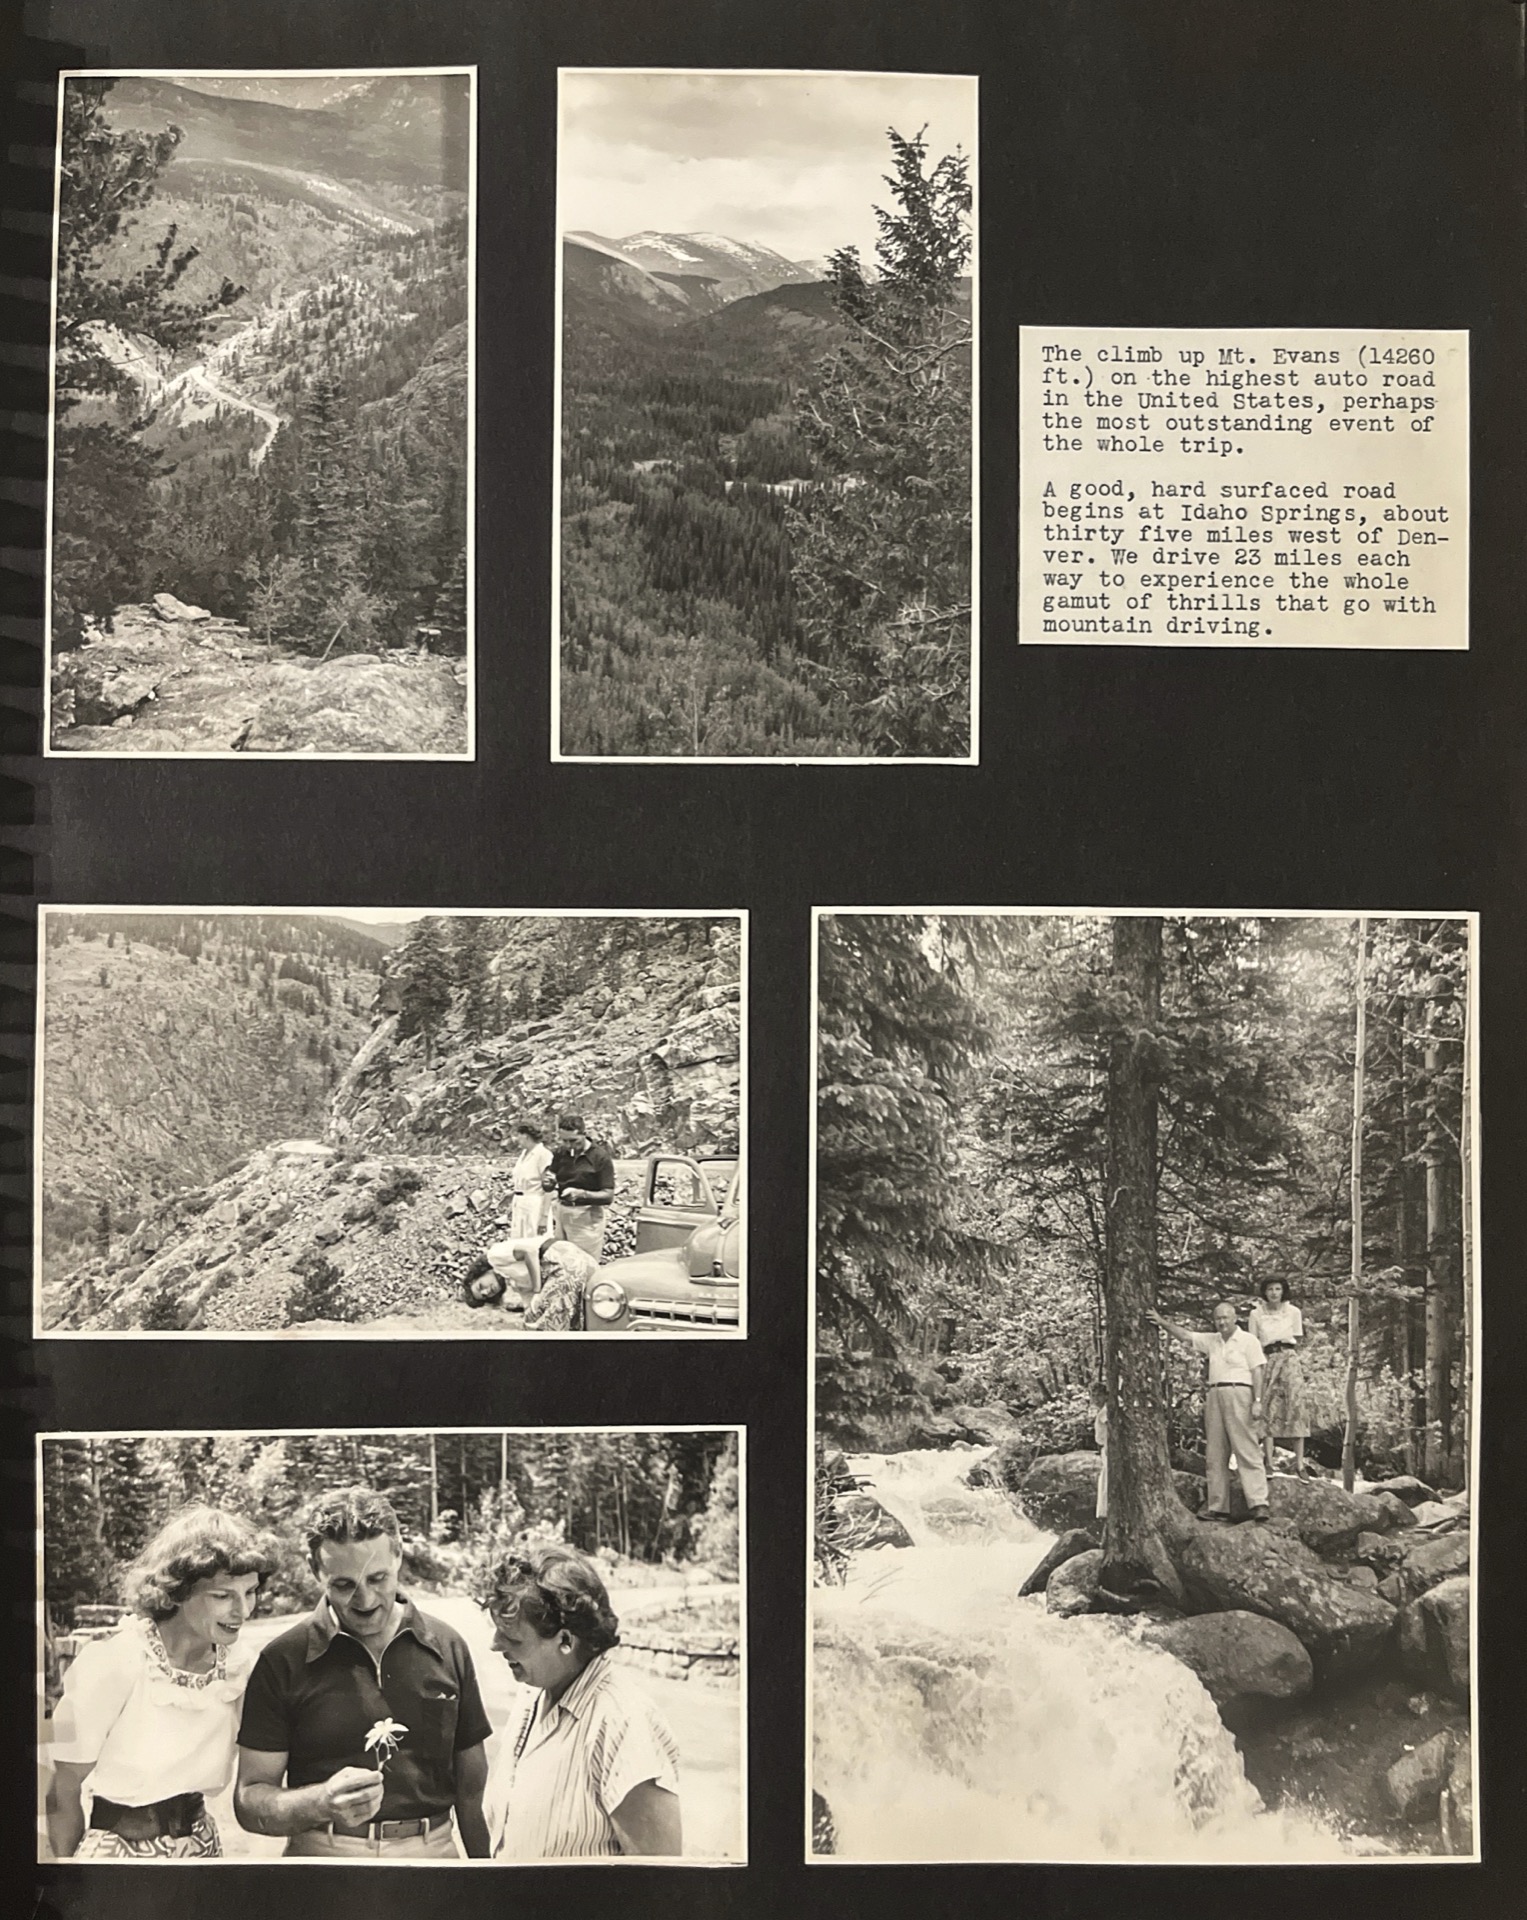 The climb up Mt. Evans (14260
ft.) on the highest auto road
in the United States, perhaps
the most outstanding event of
the whole trip.
A good, hard surfaced road
begins at Idaho Springs, about
thirty five miles west of Den-
ver. We drive 23 miles each
way to experience the whole
gamut of thrills that go with
mountain driving.